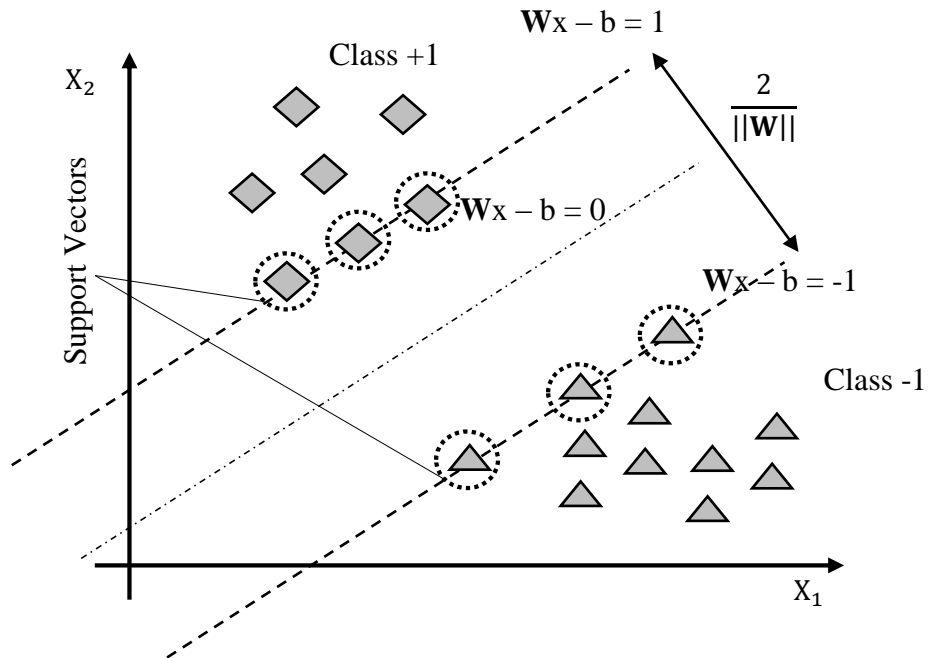 Wx – b = 1
Class +1
X₂
2
||W||
Support Vectors
Wx – b = 0
Wx – b = -1
Class -1
X₁